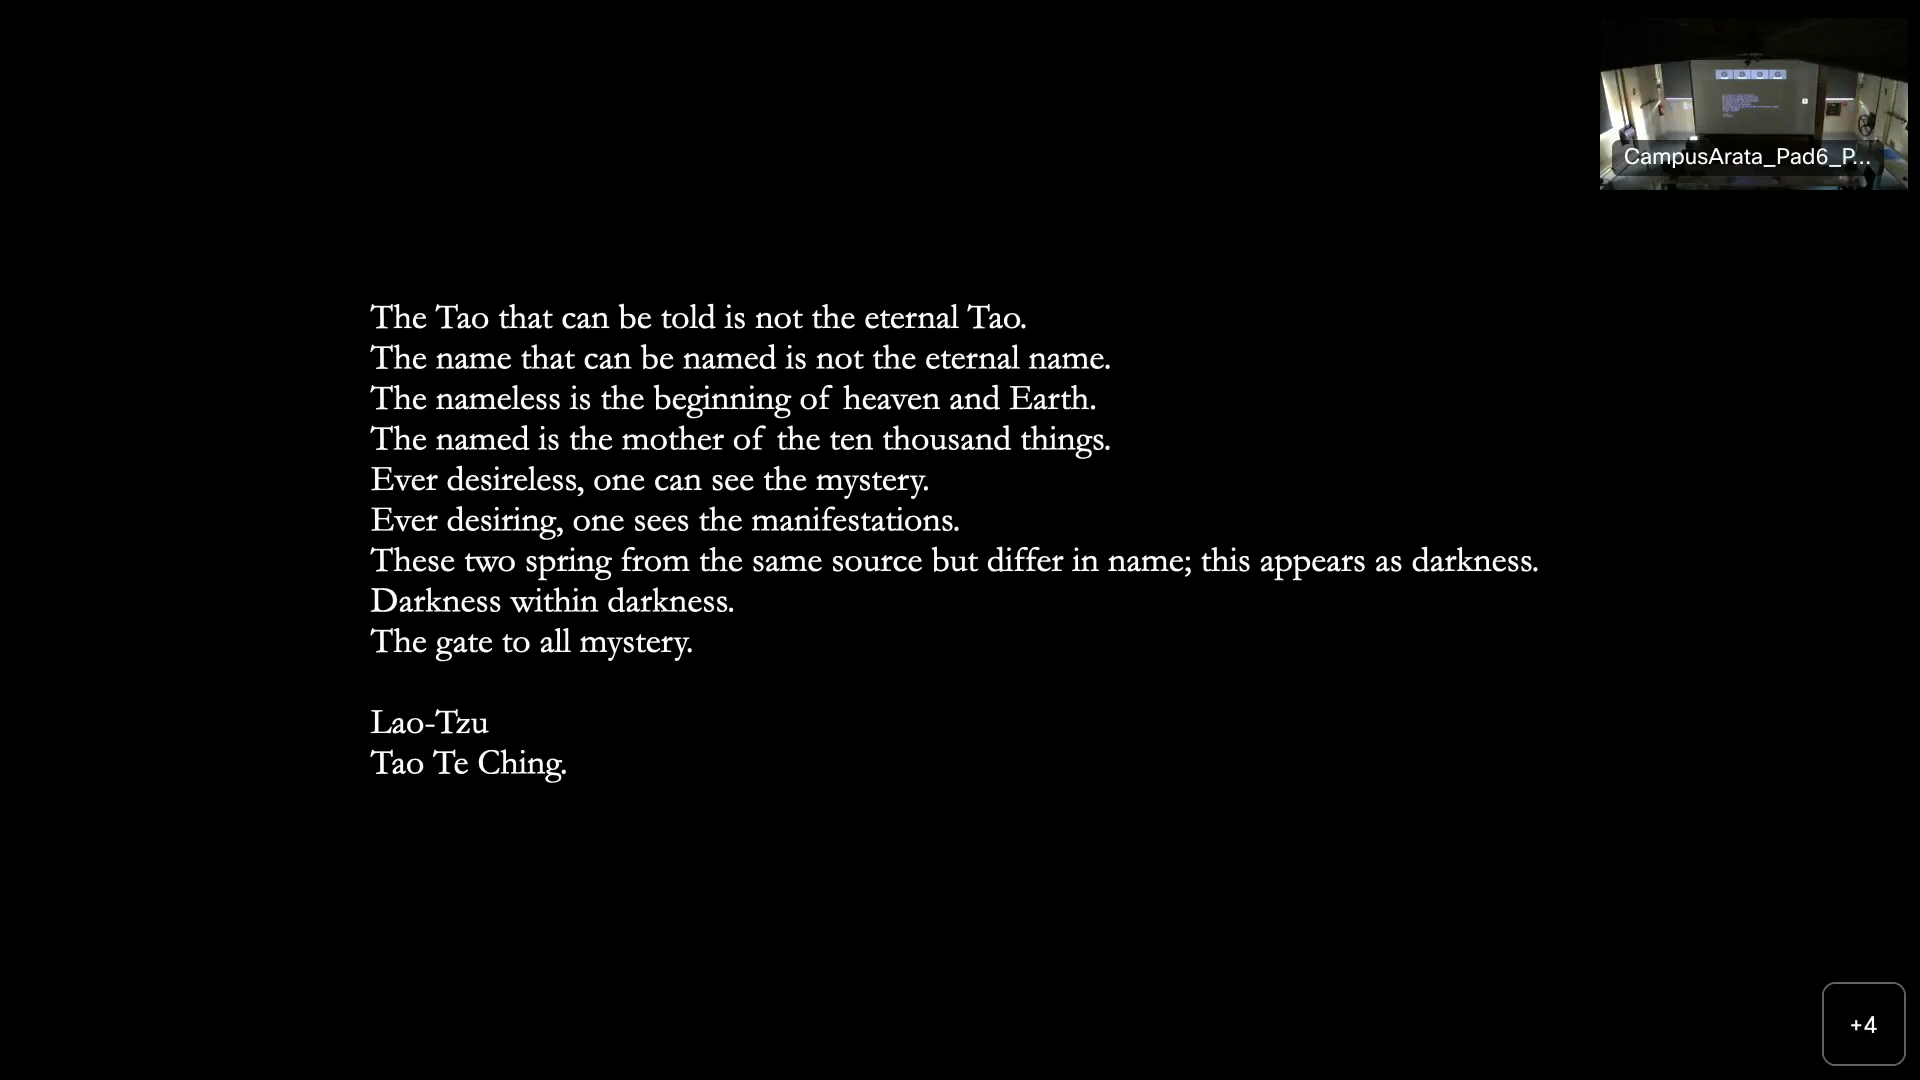 CampusArata_Pad6_P...
The Tao that can be told is not the eternal Tao.
The name that can be named is not the eternal name.
The nameless is the beginning of heaven and Earth.
The named is the mother of the ten thousand things.
Ever desireless, one can see the mystery.
Ever desiring, one sees the manifestations.
These two spring from the same source but differ in name; this appears as darkness.
Darkness within darkness.
The gate to all mystery.
Lao-Tzu
Tao Te Ching.
+4